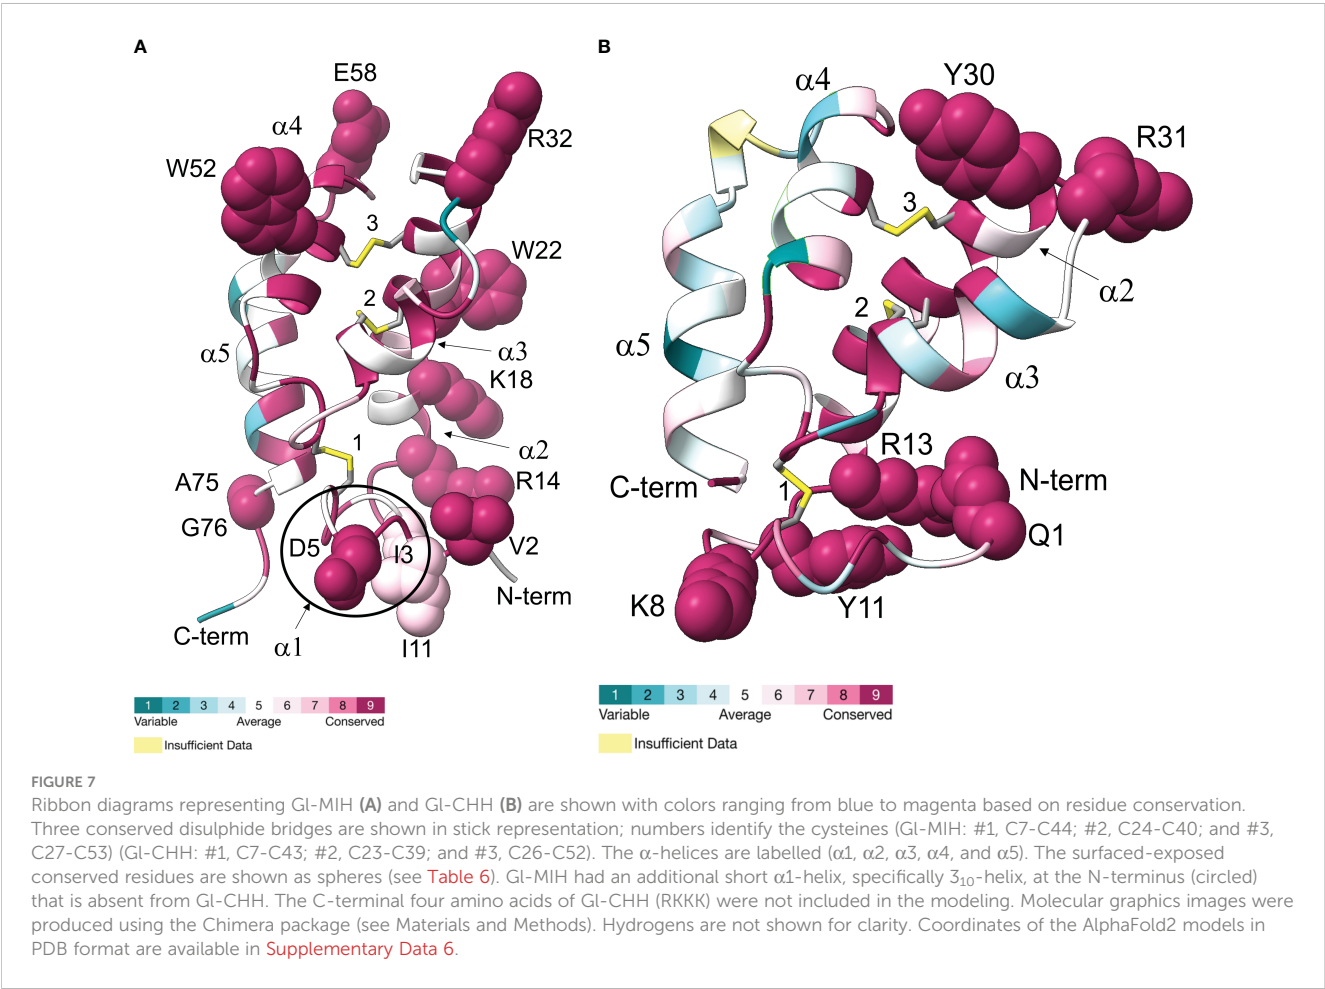 A
E58
α4
R32
W52
3
W22
2
α5
α3
K18
1
α2
A75
R14
G76
D5
I3
V2
N-term
C-term
α1
I11
1 2 3 4 5 6 7 8 9
Variable Average Conserved
Insufficient Data
B
α4
Y30
R31
3
α2
2
α5
α3
R13
C-term
1
N-term
Q1
K8
Y11
1 2 3 4 5 6 7 8 9
Variable Average Conserved
Insufficient Data
FIGURE 7
Ribbon diagrams representing Gl-MIH (A) and Gl-CHH (B) are shown with colors ranging from blue to magenta based on residue conservation.
Three conserved disulphide bridges are shown in stick representation; numbers identify the cysteines (Gl-MIH: #1, C7-C44; #2, C24-C40; and #3,
C27-C53) (Gl-CHH: #1, C7-C43; #2, C23-C39; and #3, C26-C52). The α-helices are labelled (α1, α2, α3, α4, and α5). The surfaced-exposed
conserved residues are shown as spheres (see Table 6). Gl-MIH had an additional short α1-helix, specifically 3₁₀-helix, at the N-terminus (circled)
that is absent from Gl-CHH. The C-terminal four amino acids of Gl-CHH (RKKK) were not included in the modeling. Molecular graphics images were
produced using the Chimera package (see Materials and Methods). Hydrogens are not shown for clarity. Coordinates of the AlphaFold2 models in
PDB format are available in Supplementary Data 6.